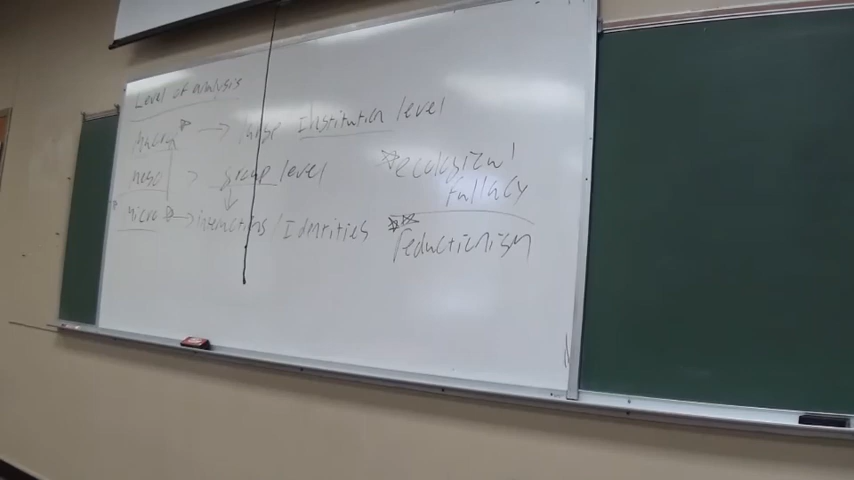 Level of analysis
Macro → large Institution level
meso > group level
micro → interactions / Identities
ecological
fallacy
reductionism